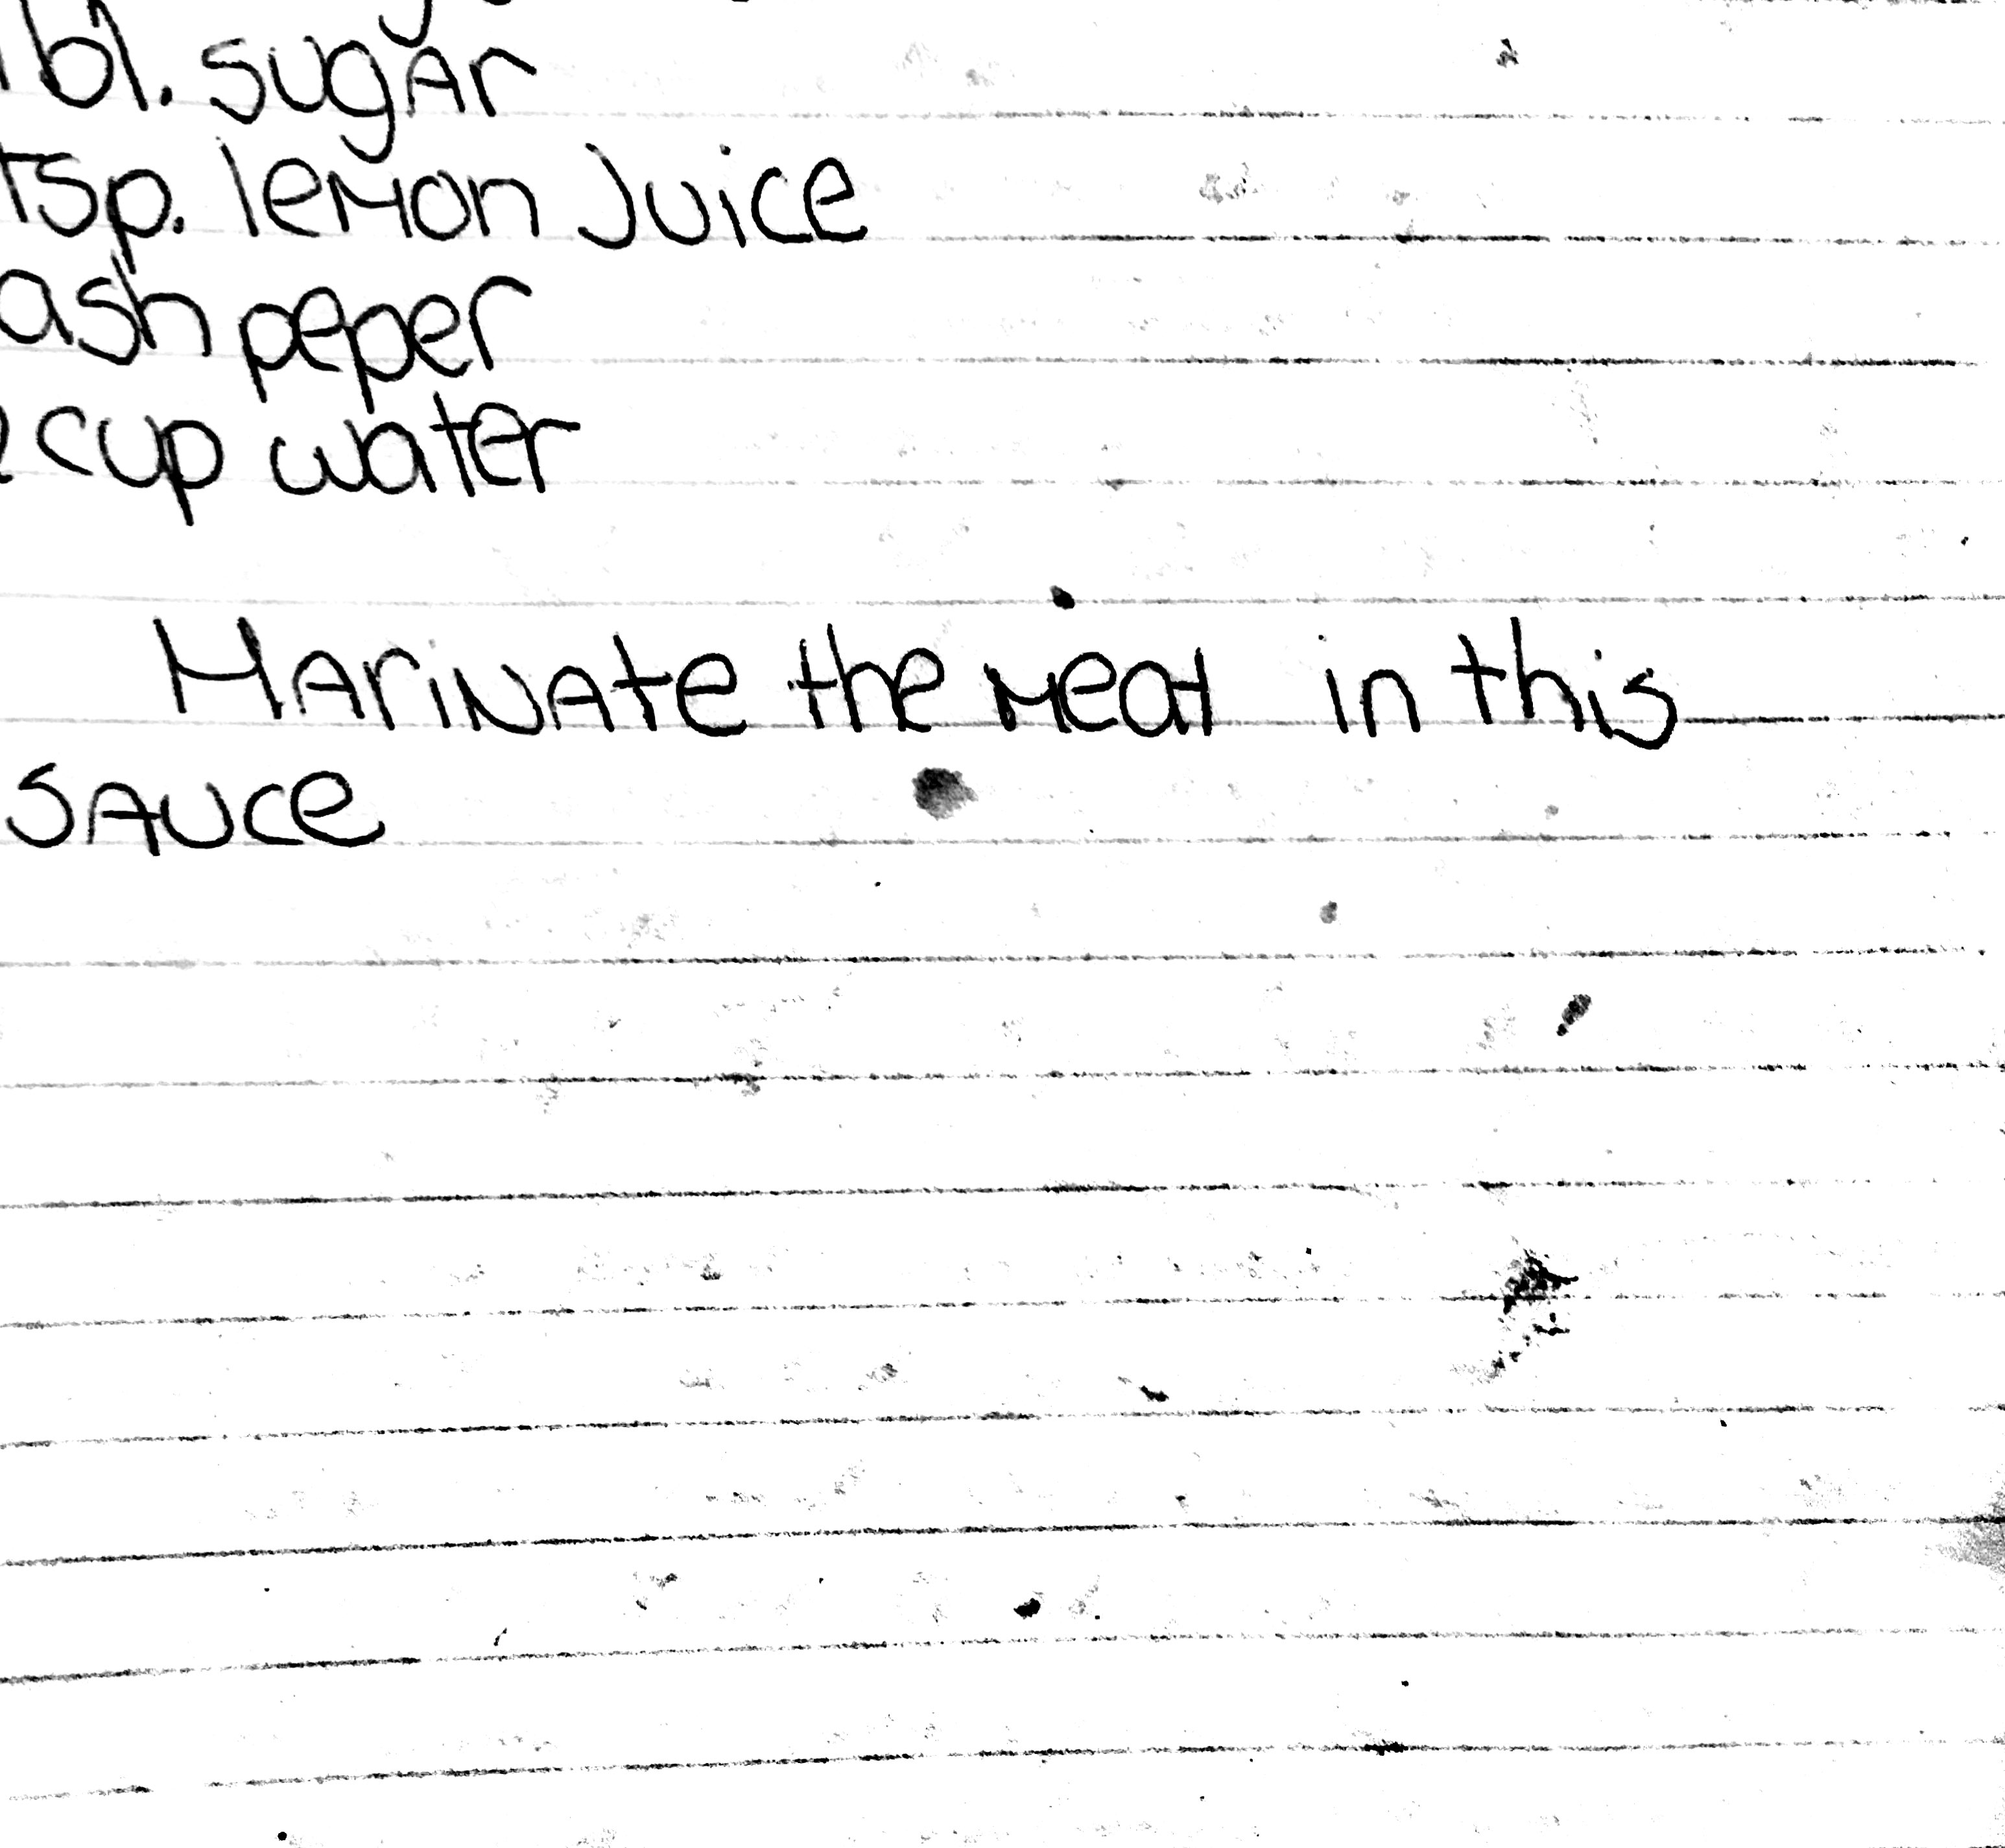 bl. sugar
tsp. lemon Juice
ash peper
cup water
Marinate the meat in this
sauce